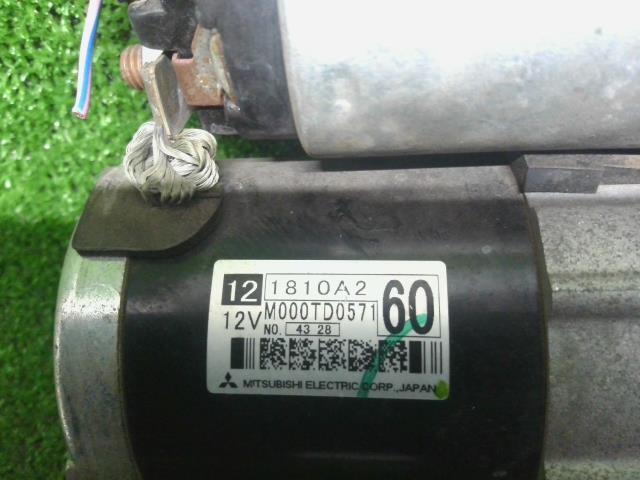 12 1810A2
12V M000TD0571 60
NO. 43 28
MITSUBISHI ELECTRIC CORP., JAPAN